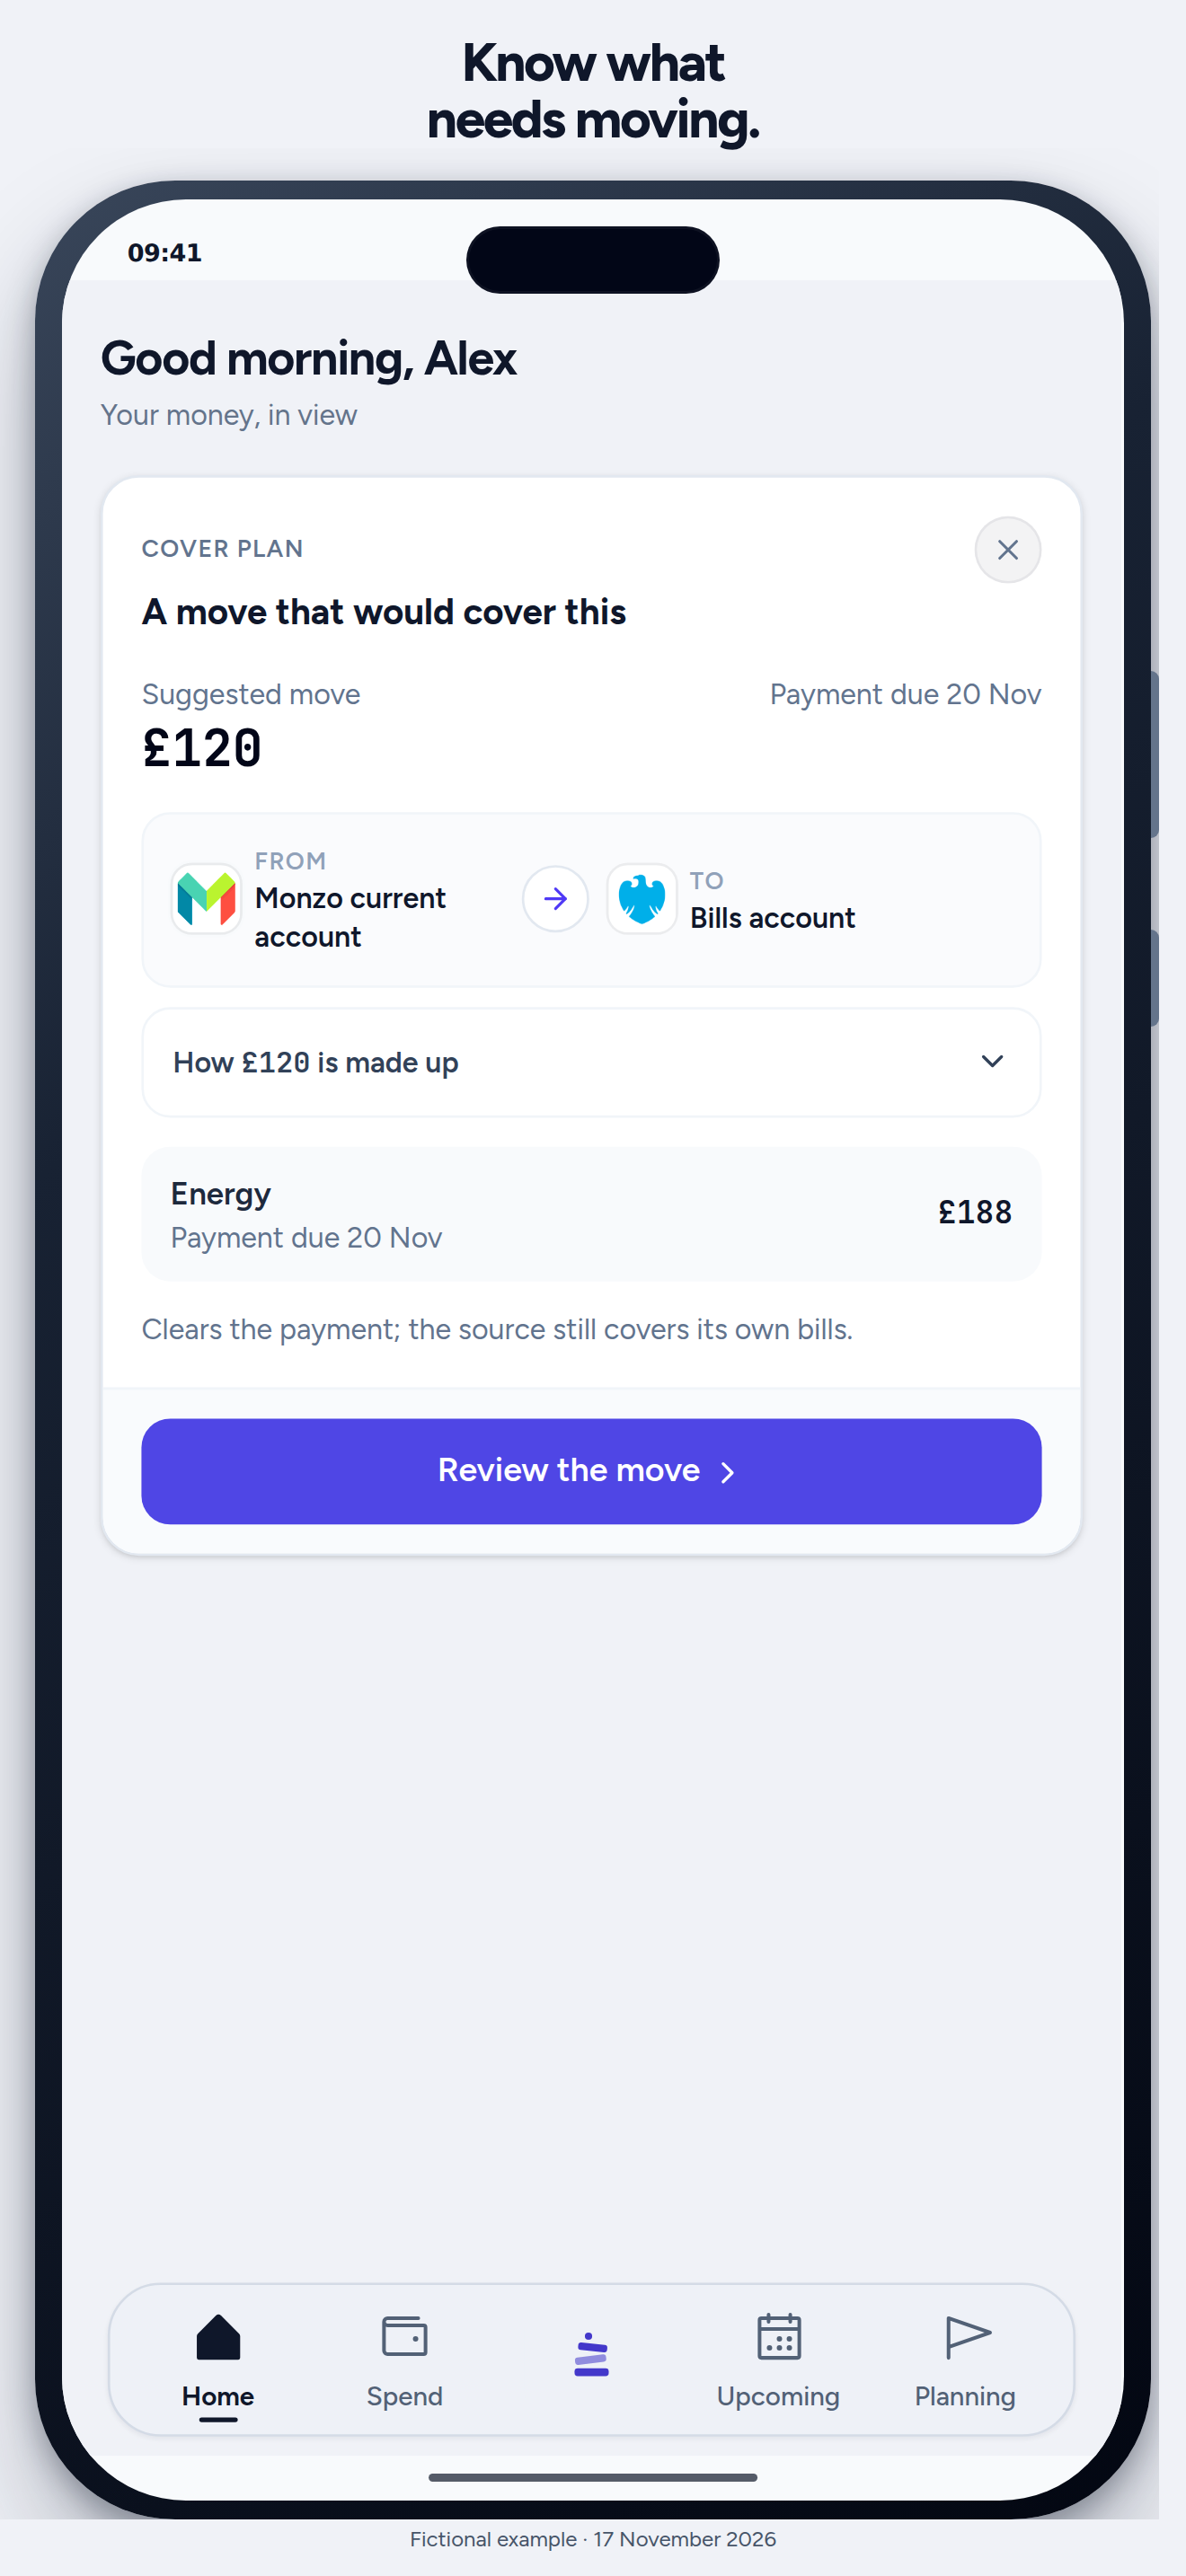 Know what
needs moving.
09:41
Good morning, Alex
Your money, in view
COVER PLAN
A move that would cover this
Suggested move
Payment due 20 Nov
£120
FROM
Monzo current
account
TO
Bills account
How £120 is made up
Energy
Payment due 20 Nov
£188
Clears the payment; the source still covers its own bills.
Review the move
Home
Spend
Upcoming
Planning
Fictional example · 17 November 2026